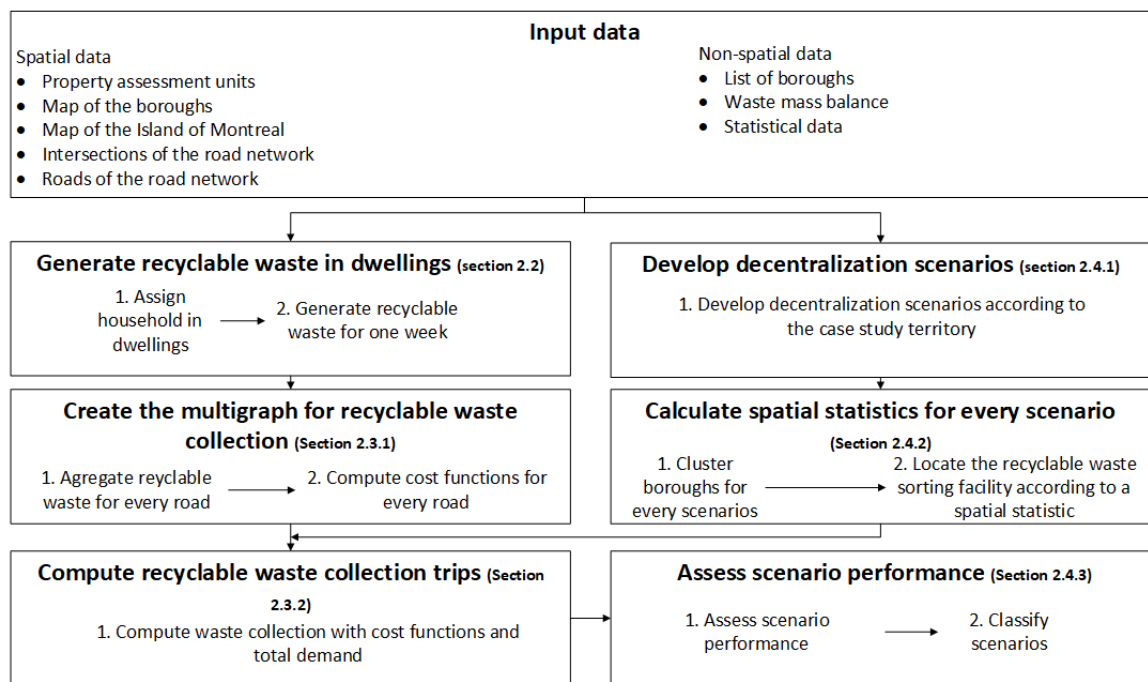 Input data
Spatial data
• Property assessment units
• Map of the boroughs
• Map of the Island of Montreal
• Intersections of the road network
• Roads of the road network
Non-spatial data
• List of boroughs
• Waste mass balance
• Statistical data
Generate recyclable waste in dwellings (section 2.2)
1. Assign
household in
dwellings
2. Generate recyclable
waste for one week
Develop decentralization scenarios (section 2.4.1)
1. Develop decentralization scenarios according to
the case study territory
Create the multigraph for recyclable waste
collection (Section 2.3.1)
1. Agregate reyclable
waste for every road
2. Compute cost functions for
every road
Calculate spatial statistics for every scenario
(Section 2.4.2)
1. Cluster
boroughs for
every scenarios
2. Locate the recyclable waste
sorting facility according to a
spatial statistic
Compute recyclable waste collection trips (Section
2.3.2)
1. Compute waste collection with cost functions and
total demand
Assess scenario performance (Section 2.4.3)
1. Assess scenario
performance
2. Classify
scenarios